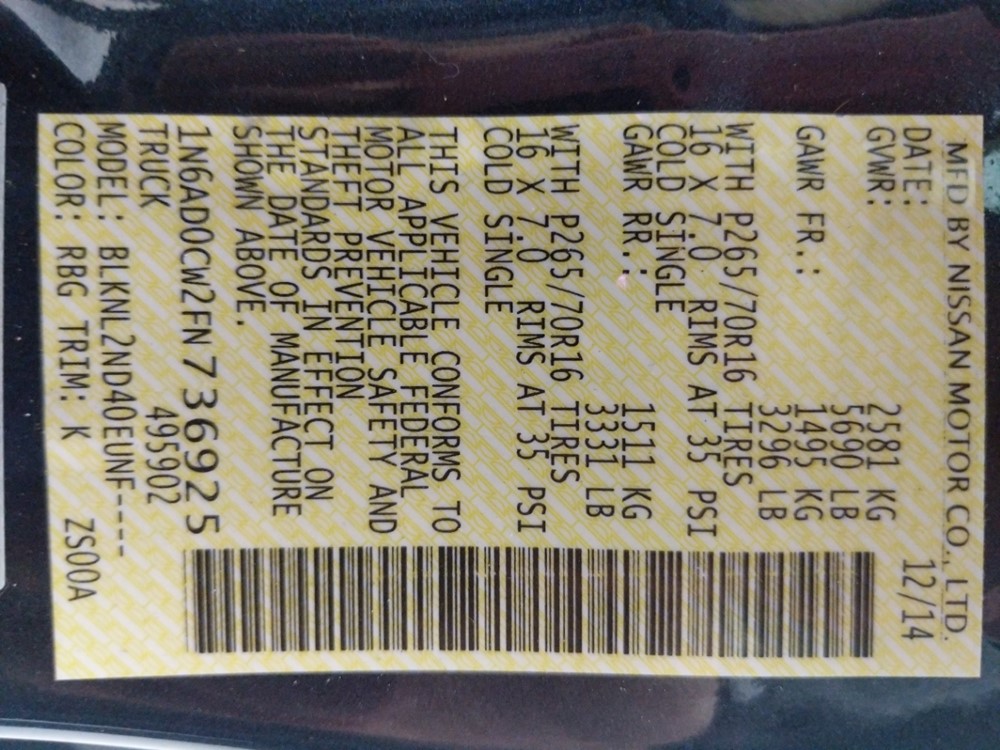 MFD BY NISSAN MOTOR CO., LTD.
DATE: 12/14
GVWR: 2581 KG
5690 LB
GAWR FR.: 1495 KG
3296 LB
WITH P265/70R16 TIRES
16 X 7.0 RIMS AT 35 PSI
COLD SINGLE
GAWR RR.: 1511 KG
3331 LB
WITH P265/70R16 TIRES
16 X 7.0 RIMS AT 35 PSI
COLD SINGLE
THIS VEHICLE CONFORMS TO
ALL APPLICABLE FEDERAL
MOTOR VEHICLE SAFETY AND
THEFT PREVENTION
STANDARDS IN EFFECT ON
THE DATE OF MANUFACTURE
SHOWN ABOVE.
1N6AD0CW2FN736925
TRUCK 495902
MODEL: BLKNL2ND40EUNF----
COLOR: RBG TRIM: K ZS00A